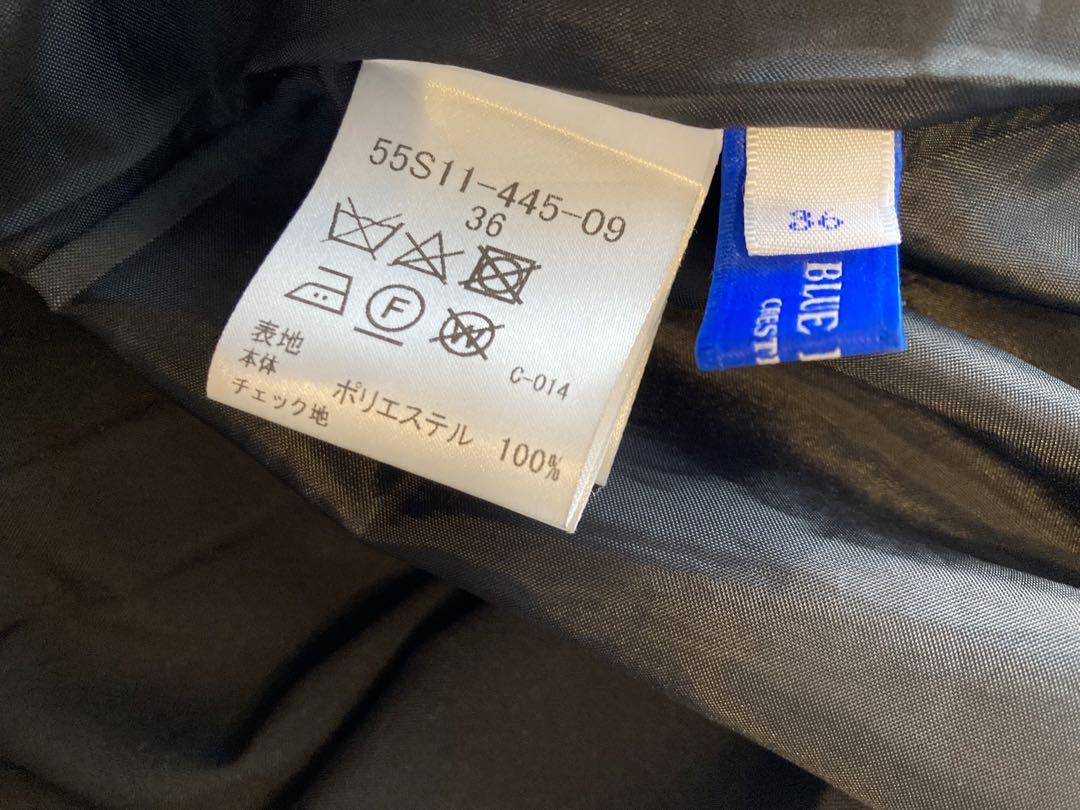 55S11-445-09
36
F
W
C-014
表地
本体
チェック地
ポリエステル 100%
36
BLUE
CREST